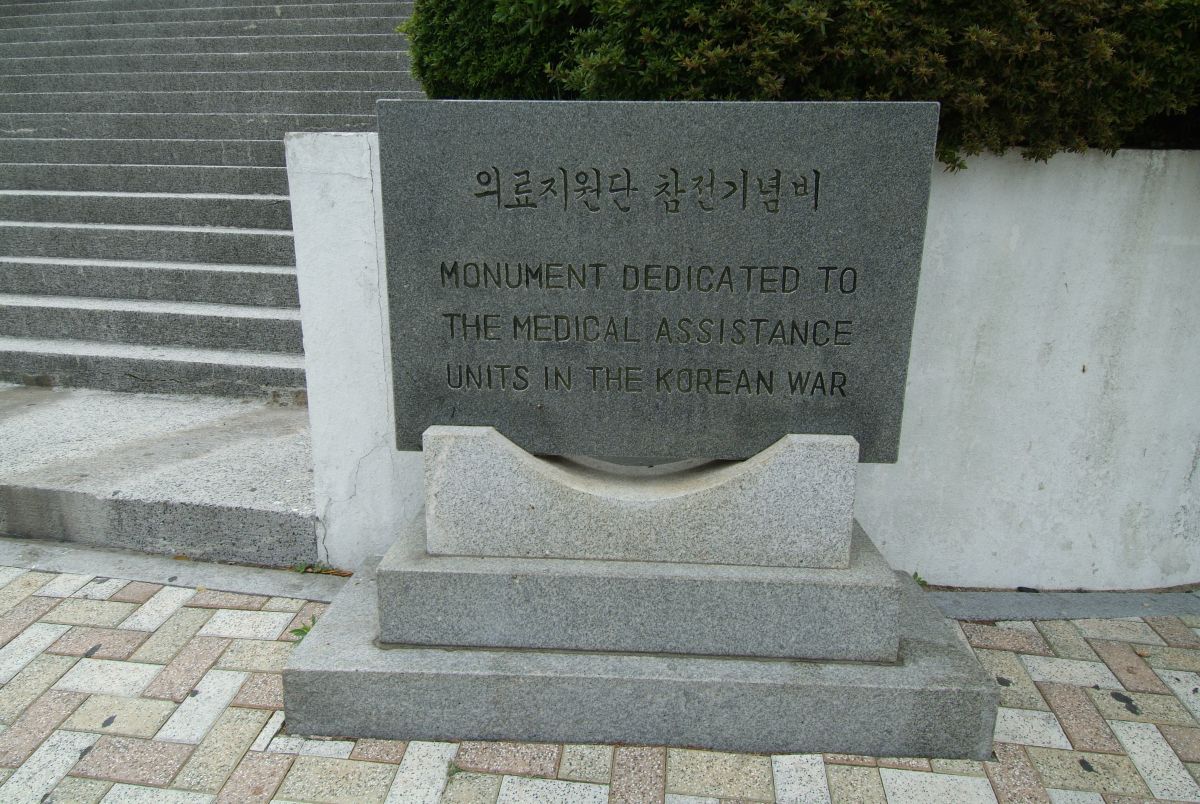 의료지원단 참전기념비
MONUMENT DEDICATED TO
THE MEDICAL ASSISTANCE
UNITS IN THE KOREAN WAR